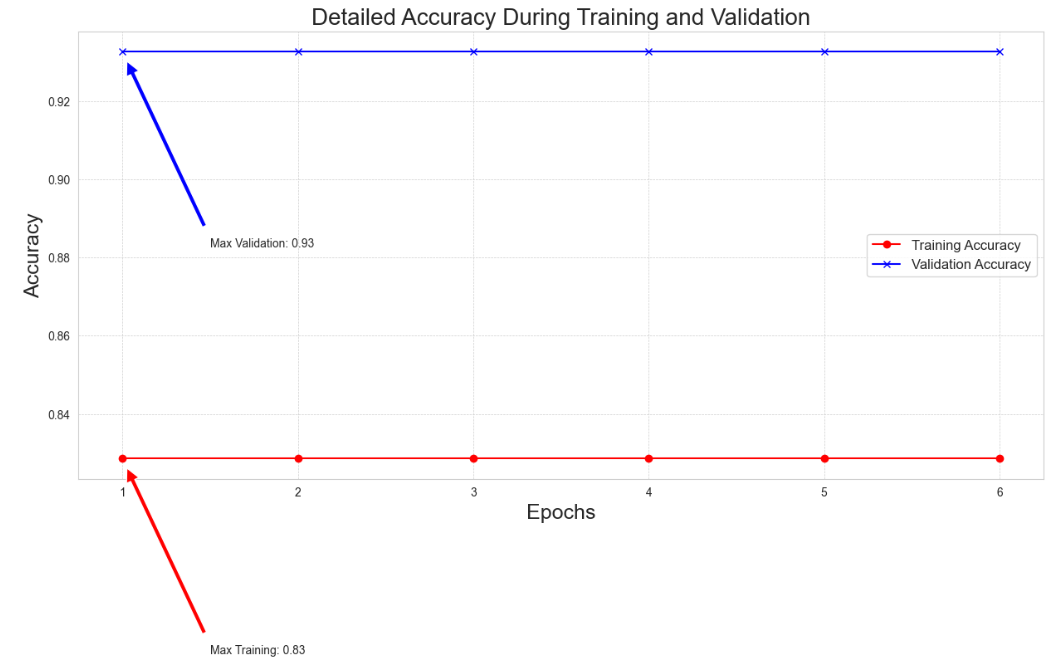 Detailed Accuracy During Training and Validation
Accuracy
0.92
0.90
0.88
0.86
0.84
Max Validation: 0.93
Training Accuracy
Validation Accuracy
1 2 3 4 5 6
Epochs
Max Training: 0.83